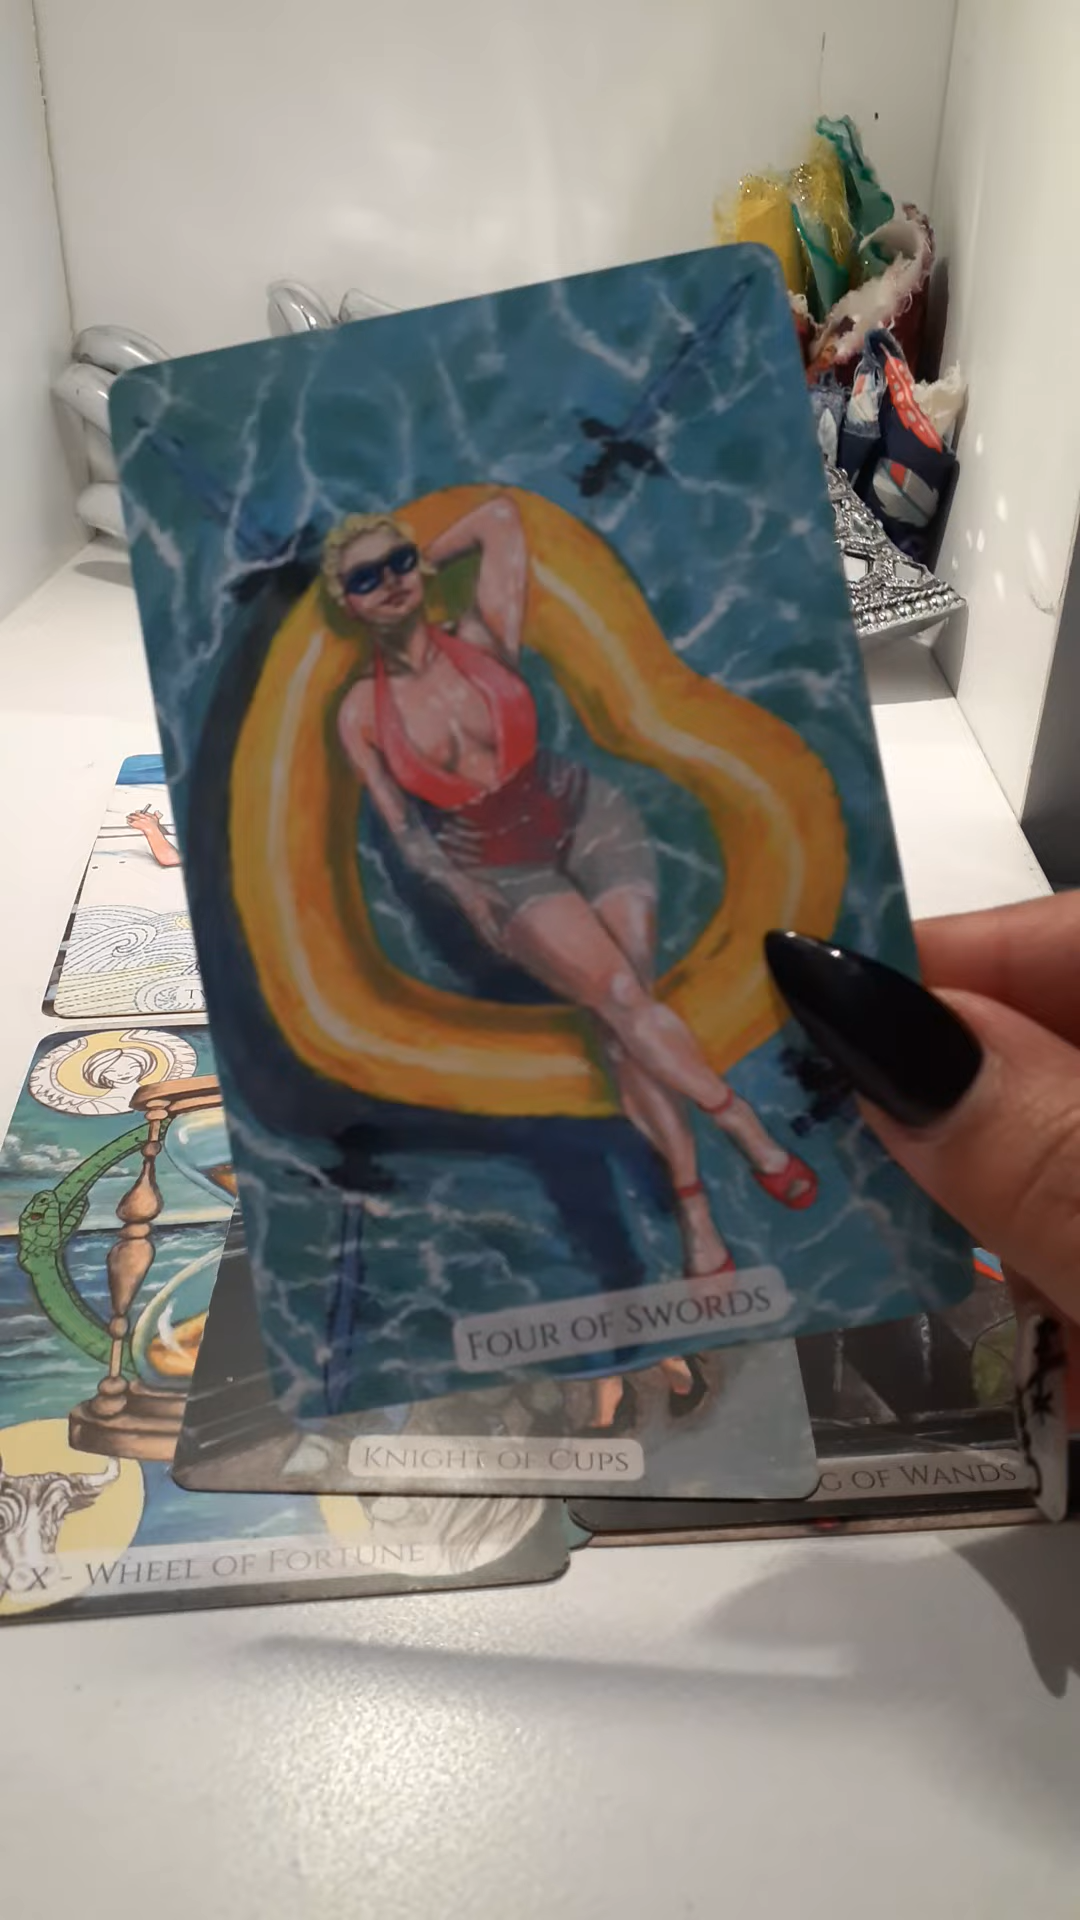 FOUR OF SWORDS
KNIGHT OF CUPS
G OF WANDS
X - WHEEL OF FORTUNE